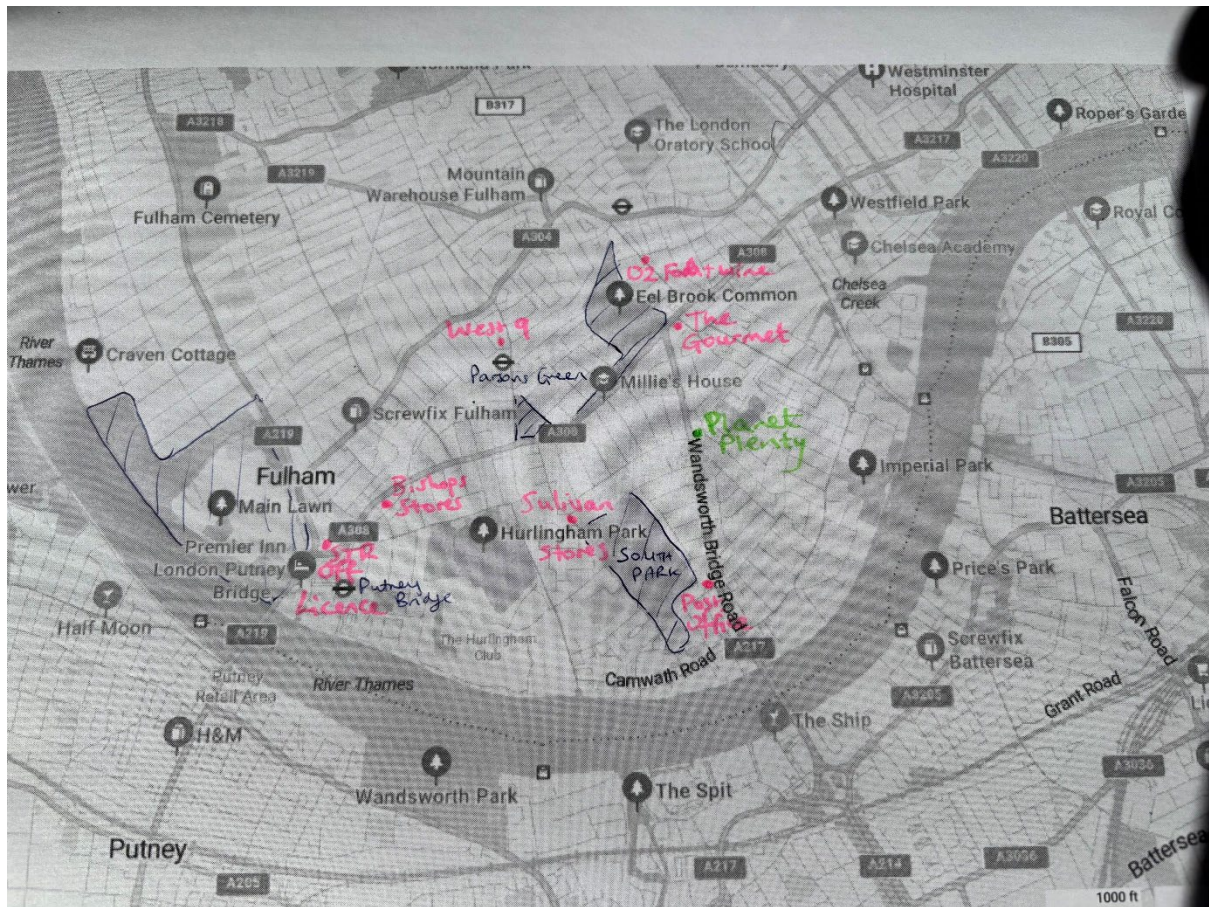 Westminster
Hospital
B317
Roper's Garde
A3218
The London
Oratory School
A3217
A3220
A3219
Mountain
Warehouse Fulham
Fulham Cemetery
Westfield Park
Royal Co
A304
A308
Chelsea Academy
O2 Food+wine
Eel Brook Common
Chelsea
Creek
A3220
West 9
The
Gourmet
B305
River
Thames
Craven Cottage
Parsons Green
Millie's House
Screwfix Fulham
A219
Planet
Plenty
Wandsworth Bridge Road
Imperial Park
Fulham
A3205
Bishops
Stores
Main Lawn
Sulivan
Stores
Hurlingham Park
Battersea
Premier Inn
London Putney
Bridge
STR
OFF
Licence
Putney
Bridge
SOUTH
PARK
Price's Park
Post
Office
Half Moon
A219
The Hurlingham
Club
A217
Falcon Road
Screwfix
Battersea
Carnwath Road
Putney
Retail Area
River Thames
A3205
Grant Road
H&M
The Ship
A3036
Wandsworth Park
The Spit
Putney
A205
A217
A214
A3036
Battersea
1000 ft